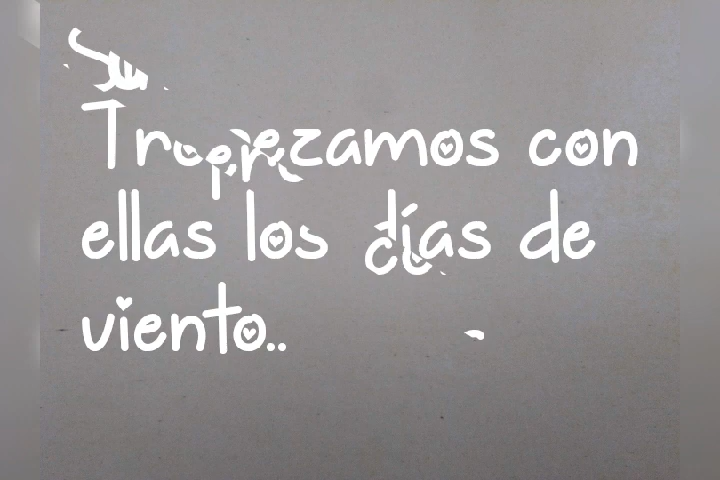 Tropezamos con
ellas los días de
viento..